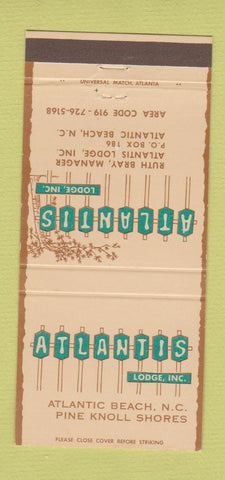 UNIVERSAL MATCH, ATLANTA
AREA CODE 919 - 726-5168
ATLANTIC BEACH, N.C.
P.O. BOX 186
ATLANTIS LODGE, INC.
RUTH BRAY, MANAGER
LODGE, INC.
ATLANTIS
ATLANTIS
LODGE, INC.
ATLANTIC BEACH, N.C.
PINE KNOLL SHORES
PLEASE CLOSE COVER BEFORE STRIKING